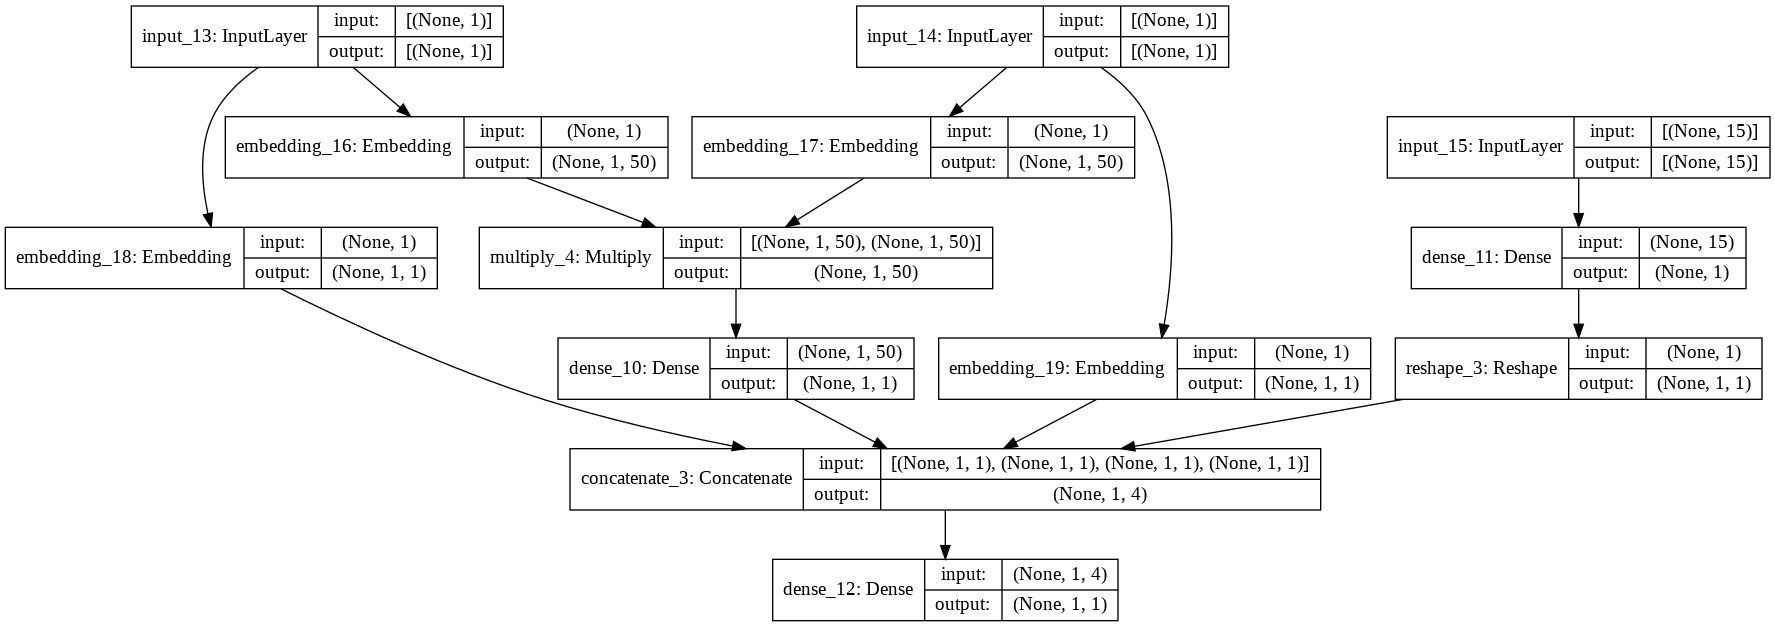 input_13: InputLayer
input:
[(None, 1)]
output:
[(None, 1)]
input_14: InputLayer
input:
[(None, 1)]
output:
[(None, 1)]
embedding_16: Embedding
input:
(None, 1)
output:
(None, 1, 50)
embedding_17: Embedding
input:
(None, 1)
output:
(None, 1, 50)
input_15: InputLayer
input:
[(None, 15)]
output:
[(None, 15)]
embedding_18: Embedding
input:
(None, 1)
output:
(None, 1, 1)
multiply_4: Multiply
input:
[(None, 1, 50), (None, 1, 50)]
output:
(None, 1, 50)
dense_11: Dense
input:
(None, 15)
output:
(None, 1)
dense_10: Dense
input:
(None, 1, 50)
output:
(None, 1, 1)
embedding_19: Embedding
input:
(None, 1)
output:
(None, 1, 1)
reshape_3: Reshape
input:
(None, 1)
output:
(None, 1, 1)
concatenate_3: Concatenate
input:
[(None, 1, 1), (None, 1, 1), (None, 1, 1), (None, 1, 1)]
output:
(None, 1, 4)
dense_12: Dense
input:
(None, 1, 4)
output:
(None, 1, 1)